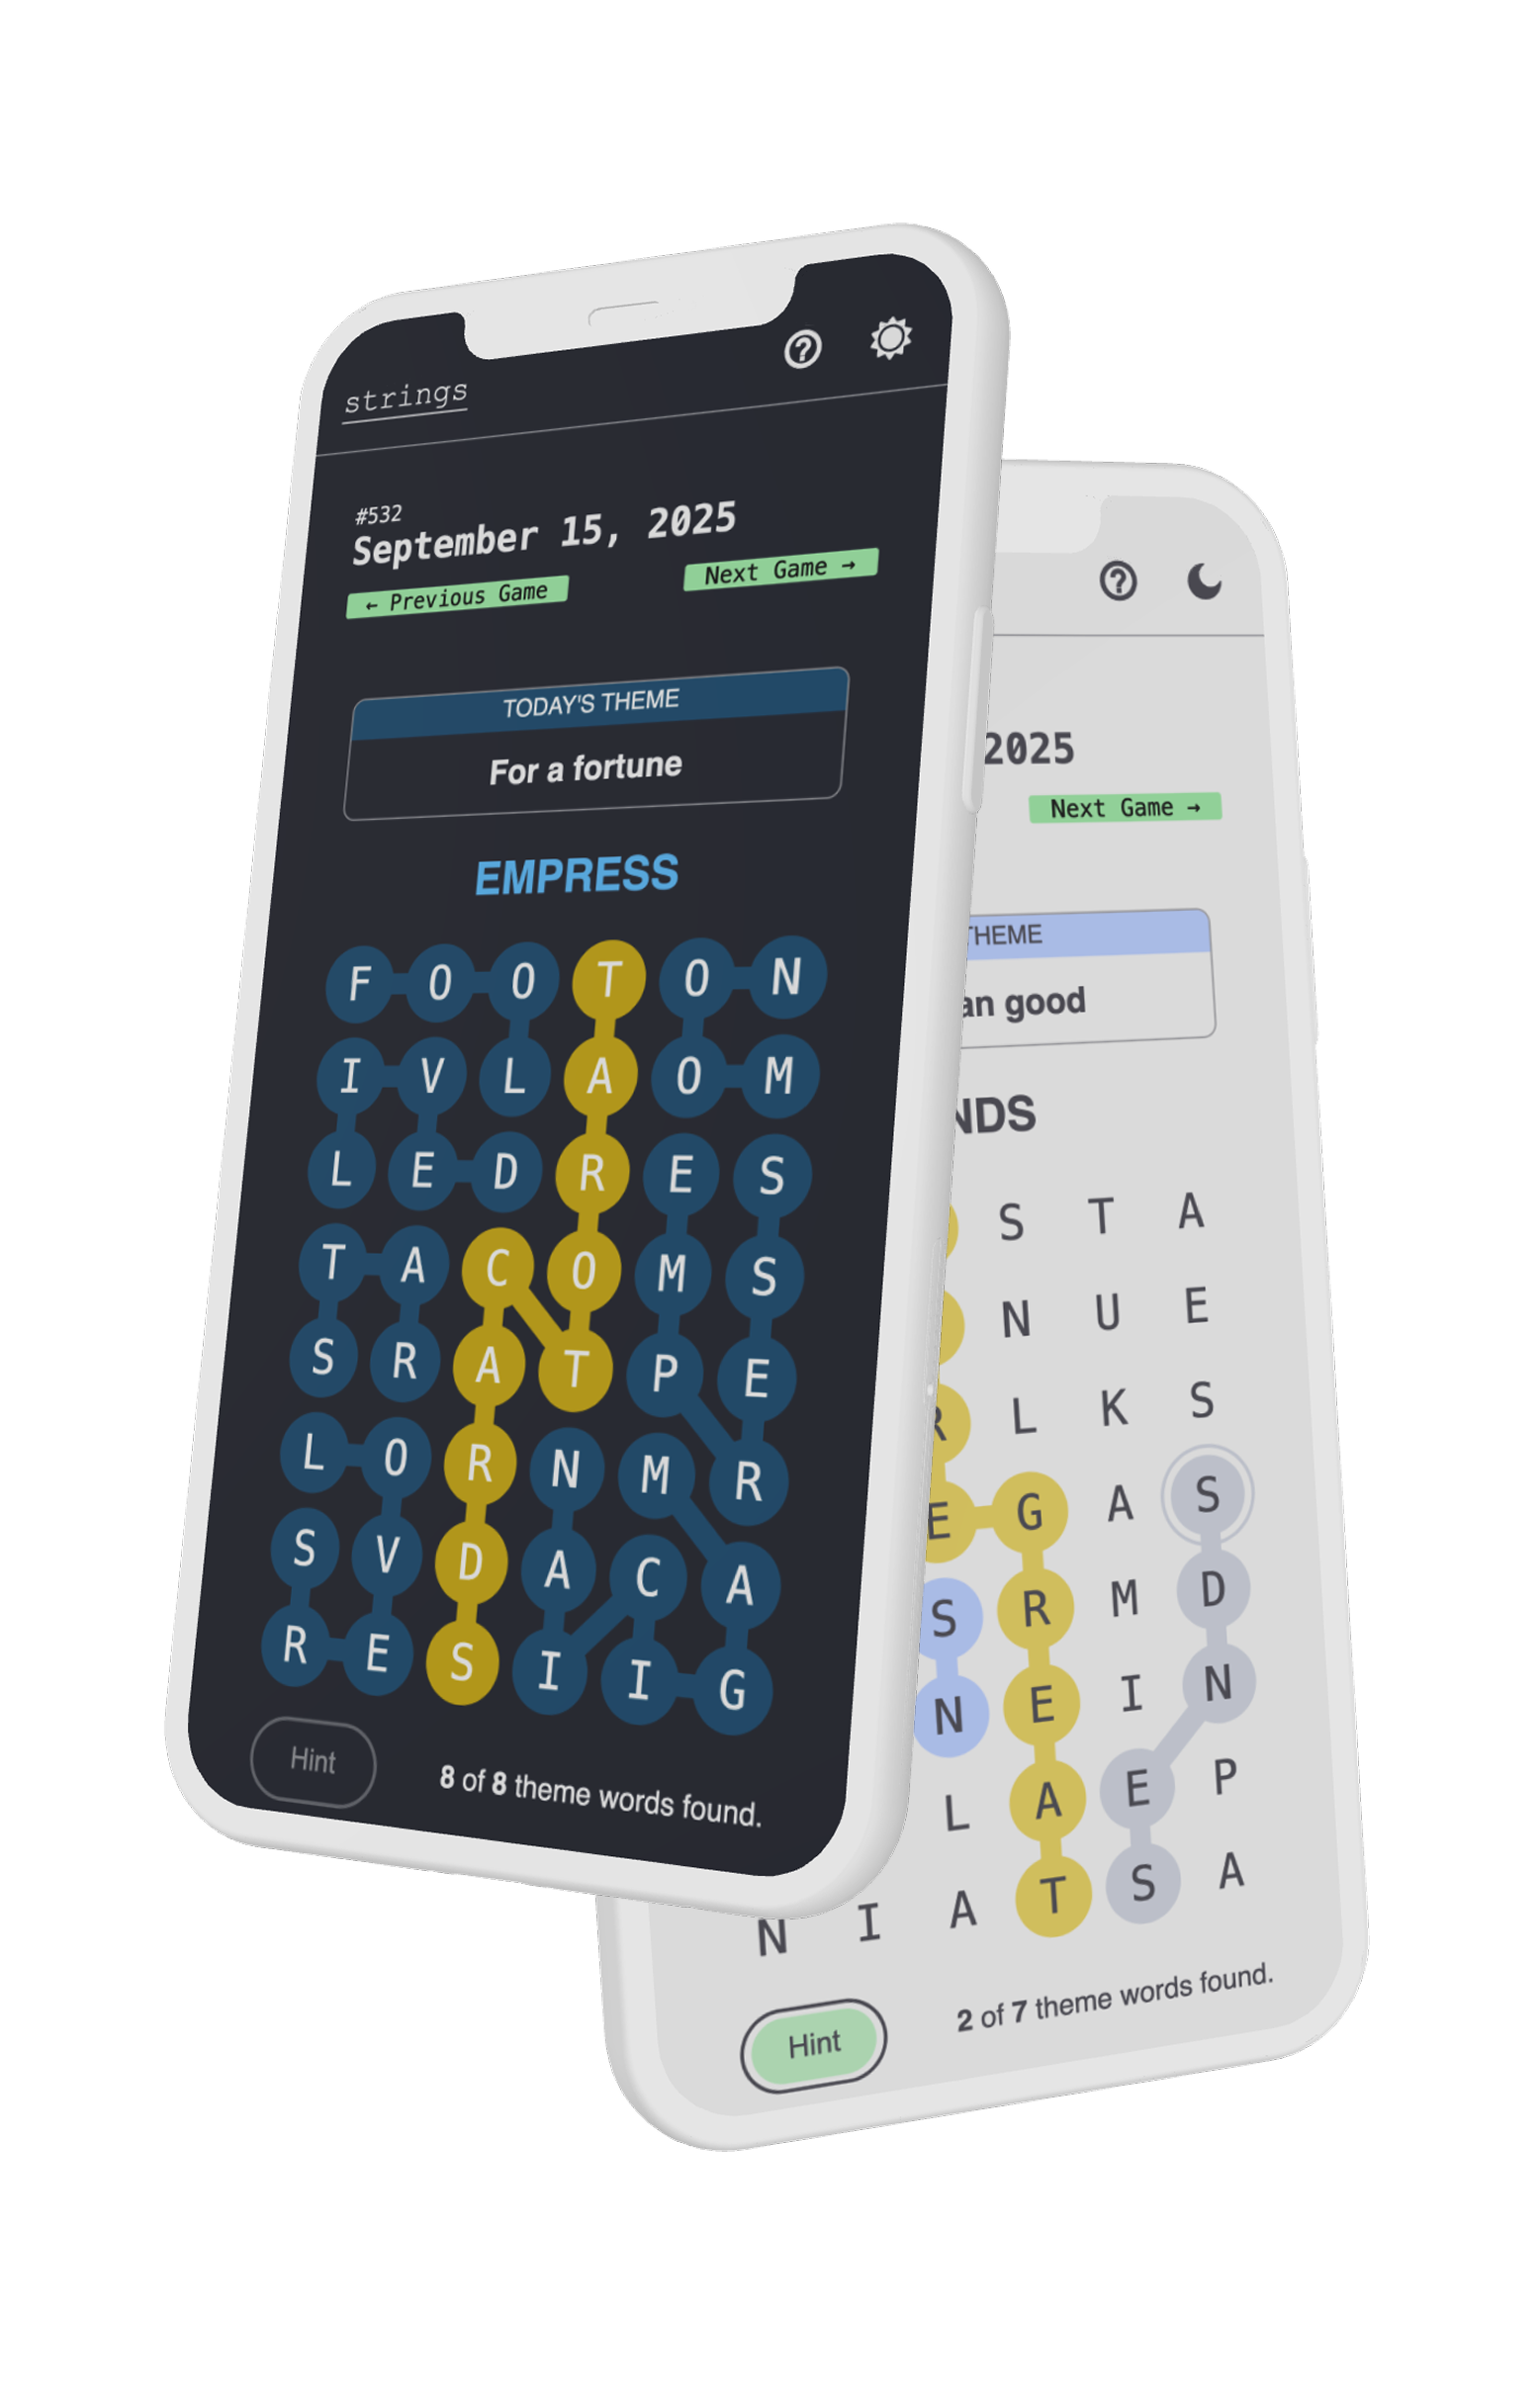 strings
#532
September 15, 2025
← Previous Game
Next Game →
TODAY'S THEME
For a fortune
EMPRESS
F O O T O N
I V L A O M
L E D R E S
T A C O M S
S R A T P E
L O R N M R
S V D A C A
R E S I I G
Hint
8 of 8 theme words found.
2025
Next Game →
THEME
an good
NDS
S T A
N U E
R L K S
E G A S
S R M D
N E I N
L A E P
N I A T S A
Hint
2 of 7 theme words found.